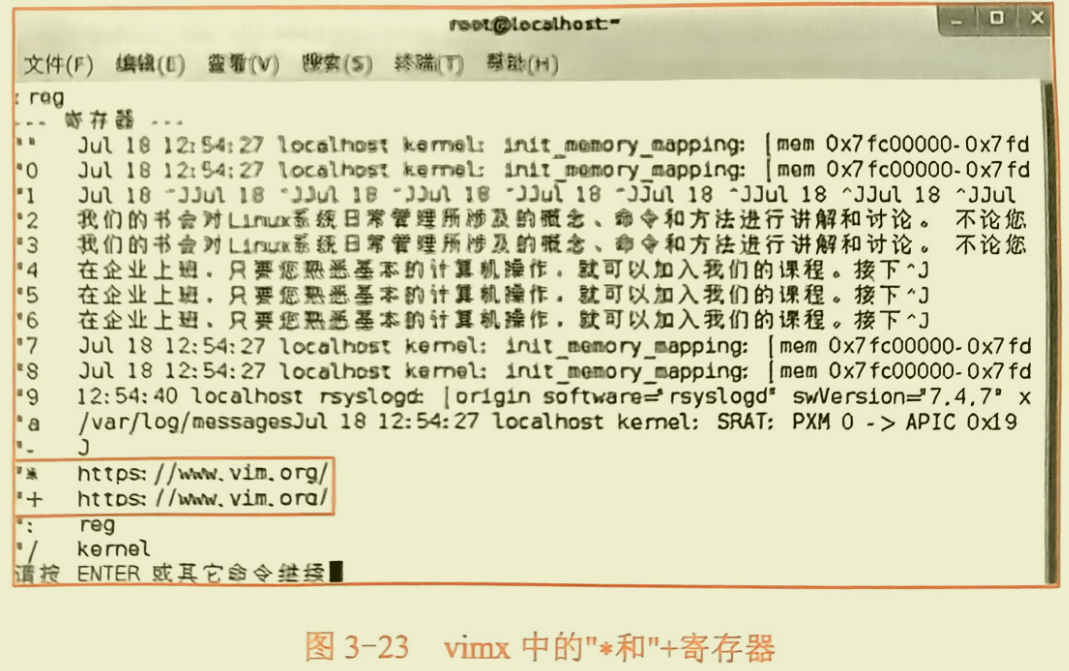 root@localhost:~
文件(F) 编辑(E) 查看(V) 搜索(S) 终端(T) 帮助(H)
: reg
--- 寄存器 ---
"" Jul 18 12:54:27 localhost kernel: init_memory_mapping: [mem 0x7fc00000-0x7fd
"0 Jul 18 12:54:27 localhost kernel: init_memory_mapping: [mem 0x7fc00000-0x7fd
"1 Jul 18 ^JJul 18 ^JJul 18 ^JJul 18 ^JJul 18 ^JJul 18 ^JJul 18 ^JJul 18 ^JJul
"2 我们的书会对Linux系统日常管理所涉及的概念、命令和方法进行讲解和讨论。 不论您
"3 我们的书会对Linux系统日常管理所涉及的概念、命令和方法进行讲解和讨论。 不论您
"4 在企业上班，只要您熟悉基本的计算机操作，就可以加入我们的课程。接下^J
"5 在企业上班，只要您熟悉基本的计算机操作，就可以加入我们的课程。接下^J
"6 在企业上班，只要您熟悉基本的计算机操作，就可以加入我们的课程。接下^J
"7 Jul 18 12:54:27 localhost kernel: init_memory_mapping: [mem 0x7fc00000-0x7fd
"8 Jul 18 12:54:27 localhost kernel: init_memory_mapping: [mem 0x7fc00000-0x7fd
"9 12:54:40 localhost rsyslogd: [origin software="rsyslogd" swVersion="7.4.7" x
"a /var/log/messagesJul 18 12:54:27 localhost kernel: SRAT: PXM 0 -> APIC 0x19
"- J
"* https://www.vim.org/
"+ https://www.vim.org/
": reg
"/ kernel
请按 ENTER 或其它命令继续
图 3-23 vimx 中的"*和"+寄存器